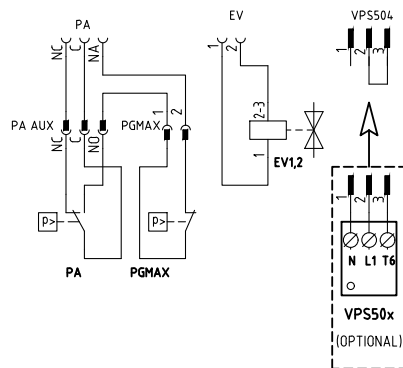 PA
EV
VPS504
NC
C
NA
1
2
1
2
3
PA AUX
PGMAX
1
2
NC
C
NO
2-3
1
EV1,2
P>
P>
PA
PGMAX
1
2
3
N L1 T6
VPS50x
(OPTIONAL)